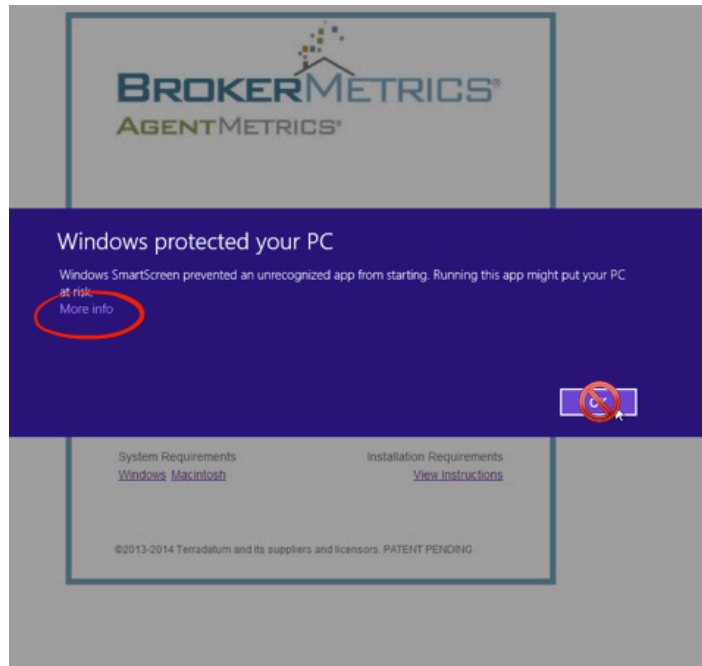 BROKERMETRICS®
AGENTMETRICS®
Windows protected your PC
Windows SmartScreen prevented an unrecognized app from starting. Running this app might put your PC
at risk.
More info
OK
System Requirements
Installation Requirements
Windows Macintosh
View Instructions
©2013-2014 Terradatum and its suppliers and licensors. PATENT PENDING